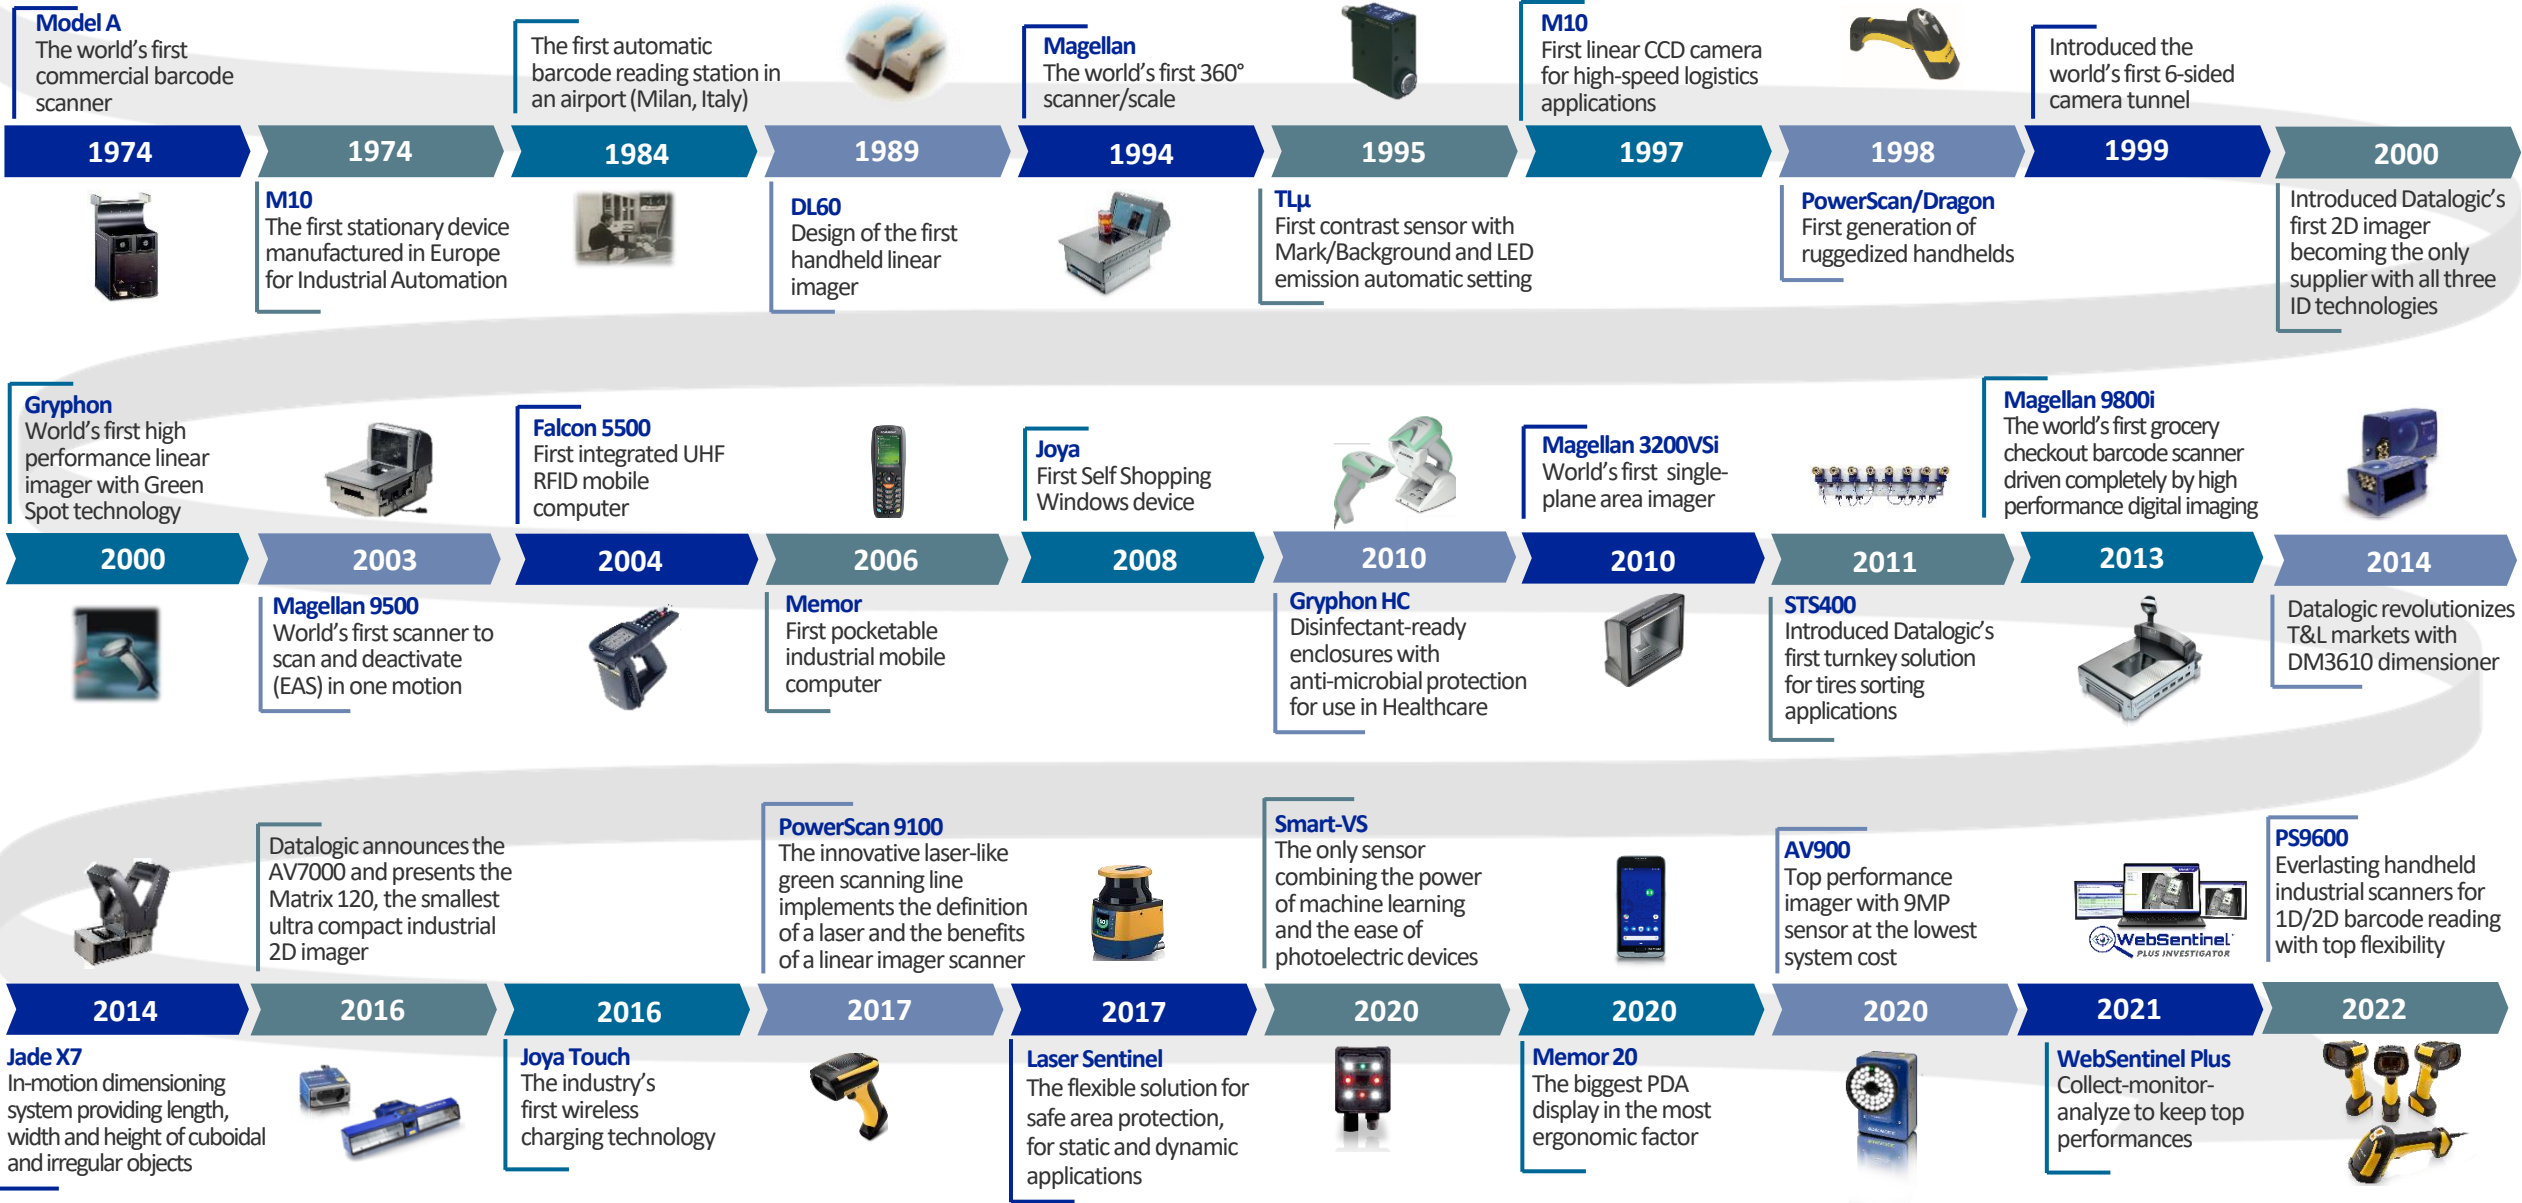 Model A
The world's first
commercial barcode
scanner
The first automatic
barcode reading station in
an airport (Milan, Italy)
Magellan
The world's first 360°
scanner/scale
M10
First linear CCD camera
for high-speed logistics
applications
Introduced the
world's first 6-sided
camera tunnel
1974
1974
1984
1989
1994
1995
1997
1998
1999
2000
M10
The first stationary device
manufactured in Europe
for Industrial Automation
DL60
Design of the first
handheld linear
imager
TLμ
First contrast sensor with
Mark/Background and LED
emission automatic setting
PowerScan/Dragon
First generation of
ruggedized handhelds
Introduced Datalogic's
first 2D imager
becoming the only
supplier with all three
ID technologies
Gryphon
World's first high
performance linear
imager with Green
Spot technology
Falcon 5500
First integrated UHF
RFID mobile
computer
Joya
First Self Shopping
Windows device
Magellan 3200VSi
World's first single-
plane area imager
Magellan 9800i
The world's first grocery
checkout barcode scanner
driven completely by high
performance digital imaging
2000
2003
2004
2006
2008
2010
2010
2011
2013
2014
Magellan 9500
World's first scanner to
scan and deactivate
(EAS) in one motion
Memor
First pocketable
industrial mobile
computer
Gryphon HC
Disinfectant-ready
enclosures with
anti-microbial protection
for use in Healthcare
STS400
Introduced Datalogic's
first turnkey solution
for tires sorting
applications
Datalogic revolutionizes
T&L markets with
DM3610 dimensioner
Datalogic announces the
AV7000 and presents the
Matrix 120, the smallest
ultra compact industrial
2D imager
PowerScan 9100
The innovative laser-like
green scanning line
implements the definition
of a laser and the benefits
of a linear imager scanner
Smart-VS
The only sensor
combining the power
of machine learning
and the ease of
photoelectric devices
AV900
Top performance
imager with 9MP
sensor at the lowest
system cost
WebSentinel
PLUS INVESTIGATOR
PS9600
Everlasting handheld
industrial scanners for
1D/2D barcode reading
with top flexibility
2014
2016
2016
2017
2017
2020
2020
2020
2021
2022
Jade X7
In-motion dimensioning
system providing length,
width and height of cuboidal
and irregular objects
Joya Touch
The industry's
first wireless
charging technology
Laser Sentinel
The flexible solution for
safe area protection,
for static and dynamic
applications
Memor 20
The biggest PDA
display in the most
ergonomic factor
WebSentinel Plus
Collect-monitor-
analyze to keep top
performances